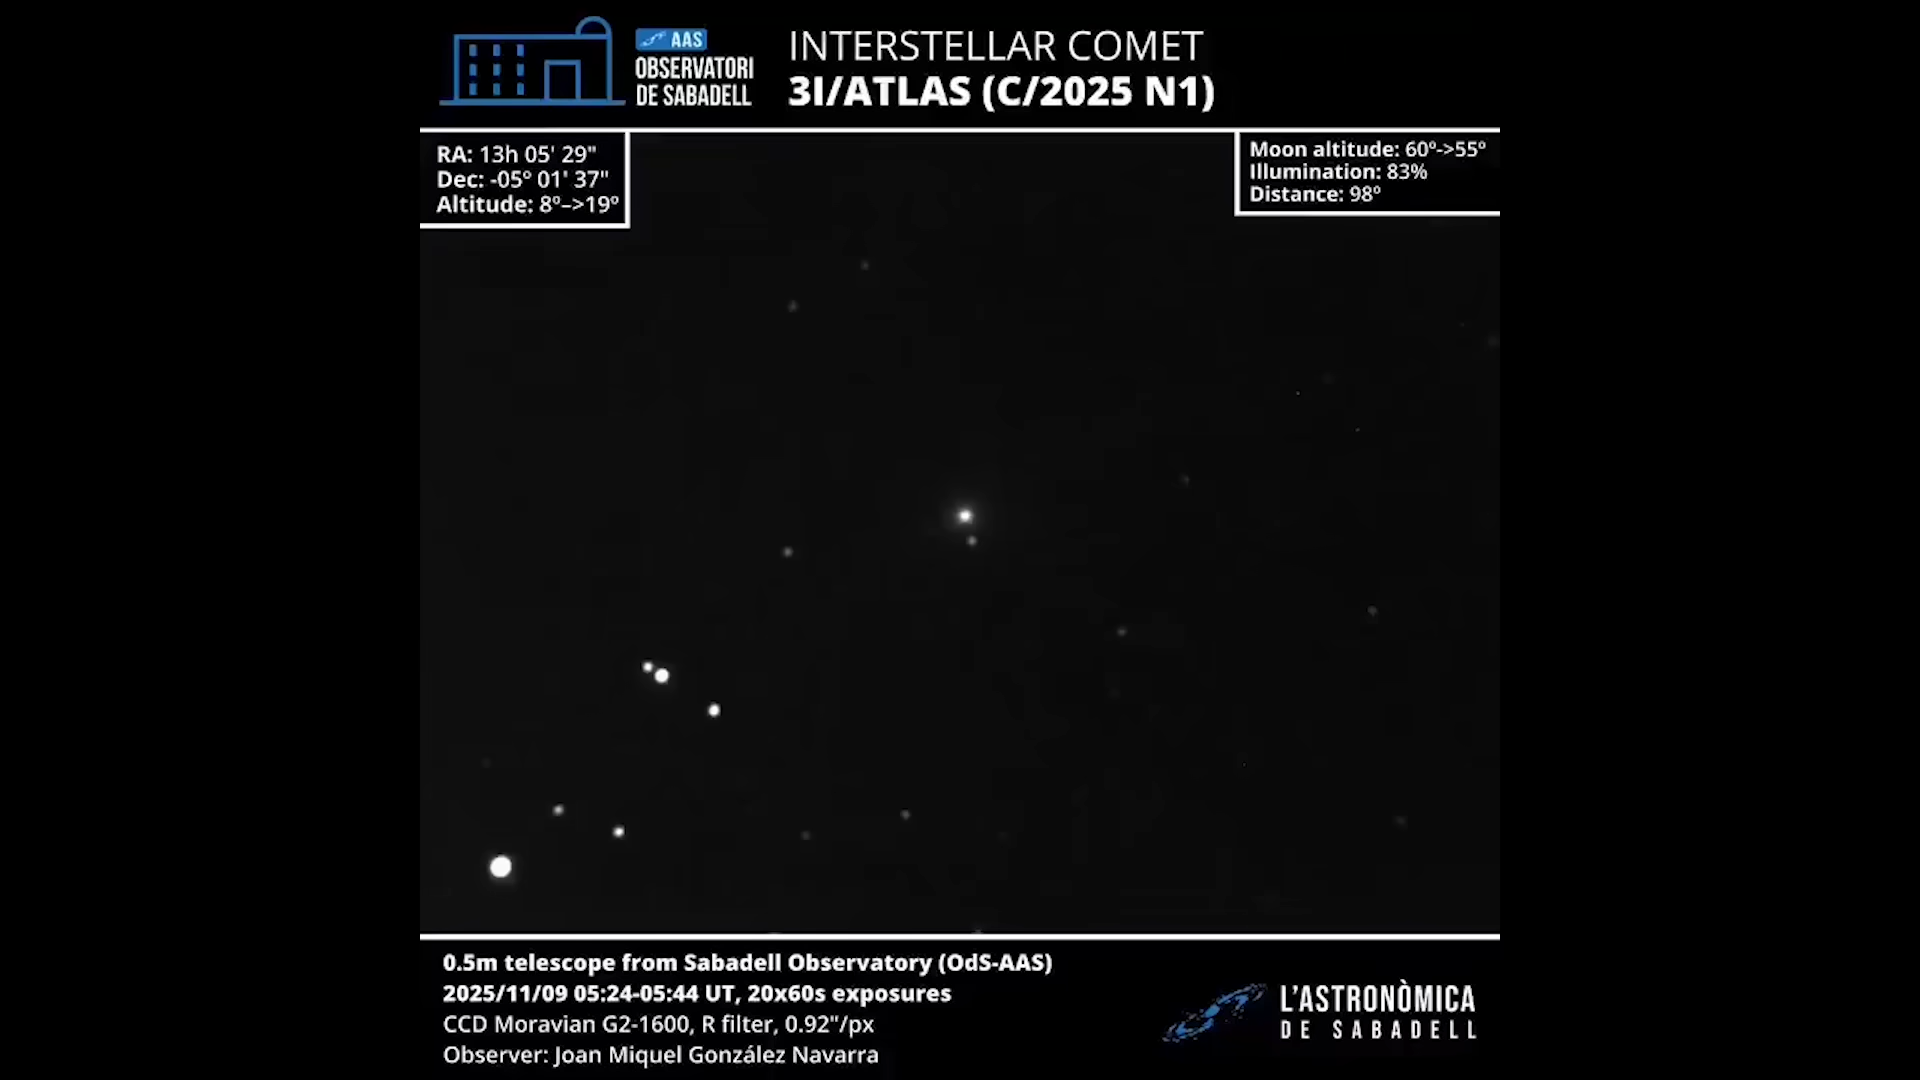 AAS
OBSERVATORI
DE SABADELL
INTERSTELLAR COMET
3I/ATLAS (C/2025 N1)
RA: 13h 05' 29"
Dec: -05º 01' 37"
Altitude: 8º–>19º
Moon altitude: 60º->55º
Illumination: 83%
Distance: 98º
0.5m telescope from Sabadell Observatory (OdS-AAS)
2025/11/09 05:24-05:44 UT, 20x60s exposures
CCD Moravian G2-1600, R filter, 0.92"/px
Observer: Joan Miquel González Navarra
L'ASTRONÒMICA
DE SABADELL